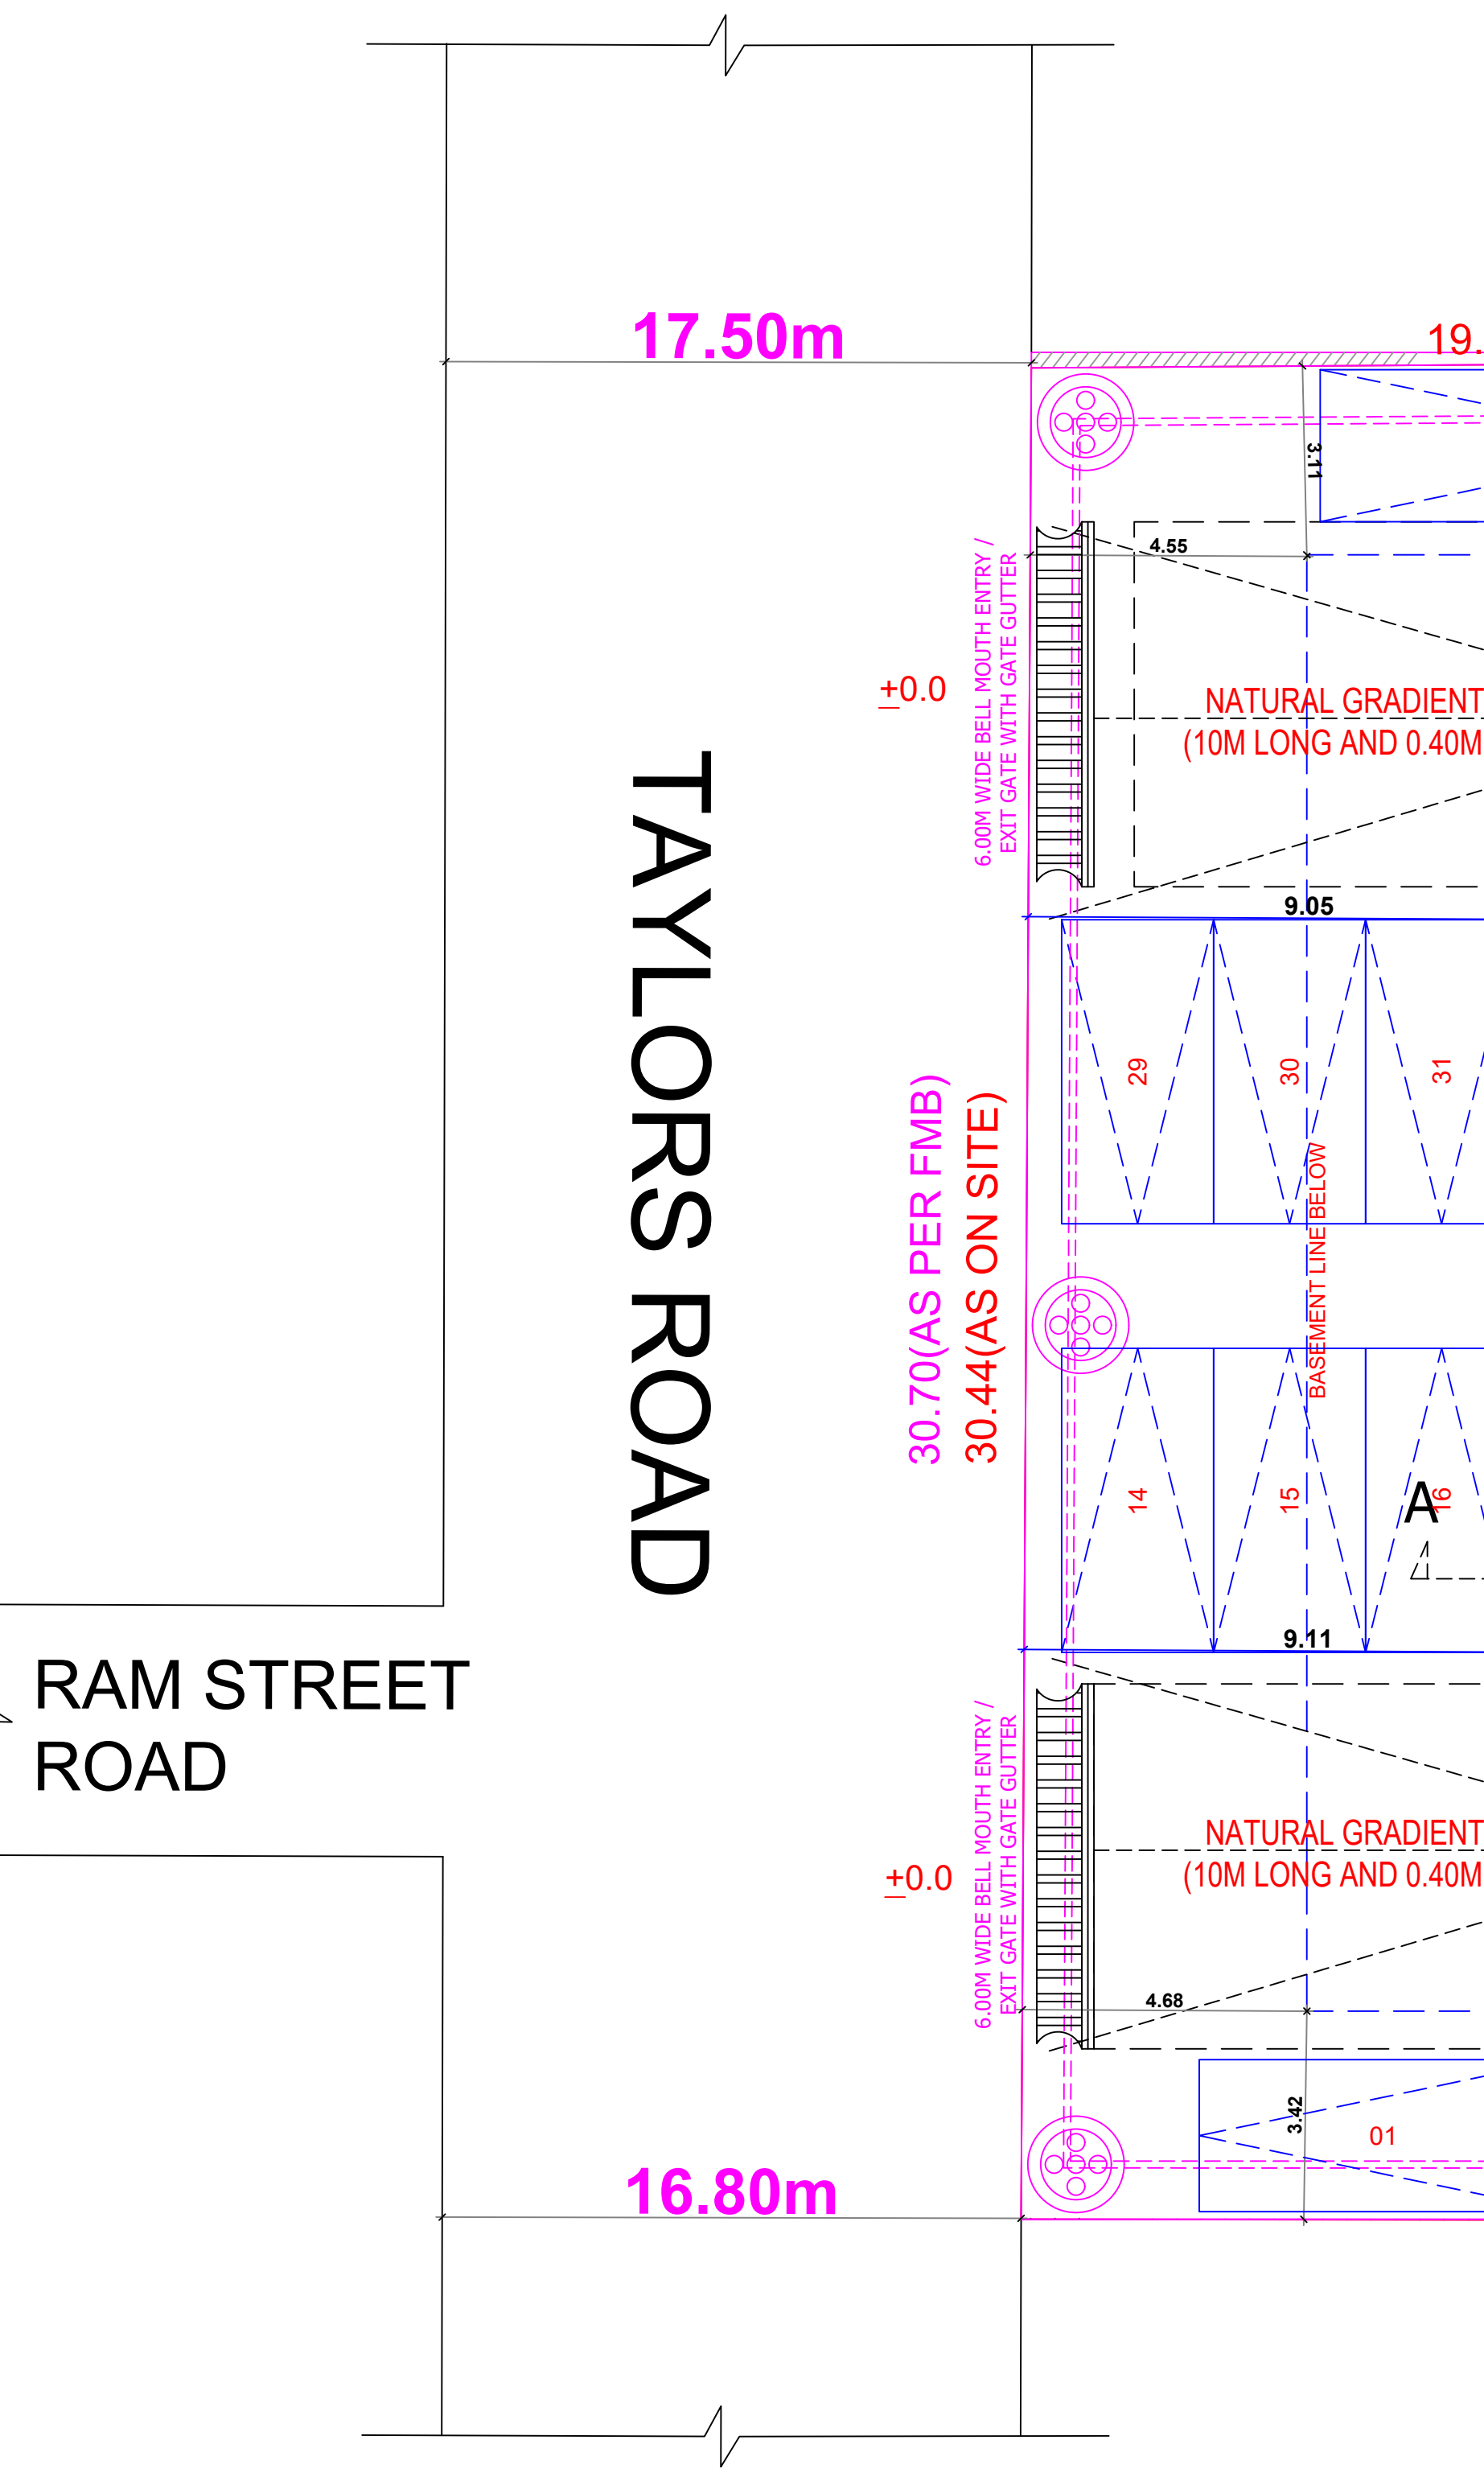 17.50m
19.
3.11
4.55
6.00M WIDE BELL MOUTH ENTRY /
EXIT GATE WITH GATE GUTTER
±0.0
NATURAL GRADIENT
(10M LONG AND 0.40M
9.05
TAYLORS ROAD
29
30
31
30.70(AS PER FMB)
30.44(AS ON SITE)
BASEMENT LINE BELOW
14
15
16
A
9.11
RAM STREET
ROAD
6.00M WIDE BELL MOUTH ENTRY /
EXIT GATE WITH GATE GUTTER
±0.0
NATURAL GRADIENT
(10M LONG AND 0.40M
4.68
3.42
01
16.80m